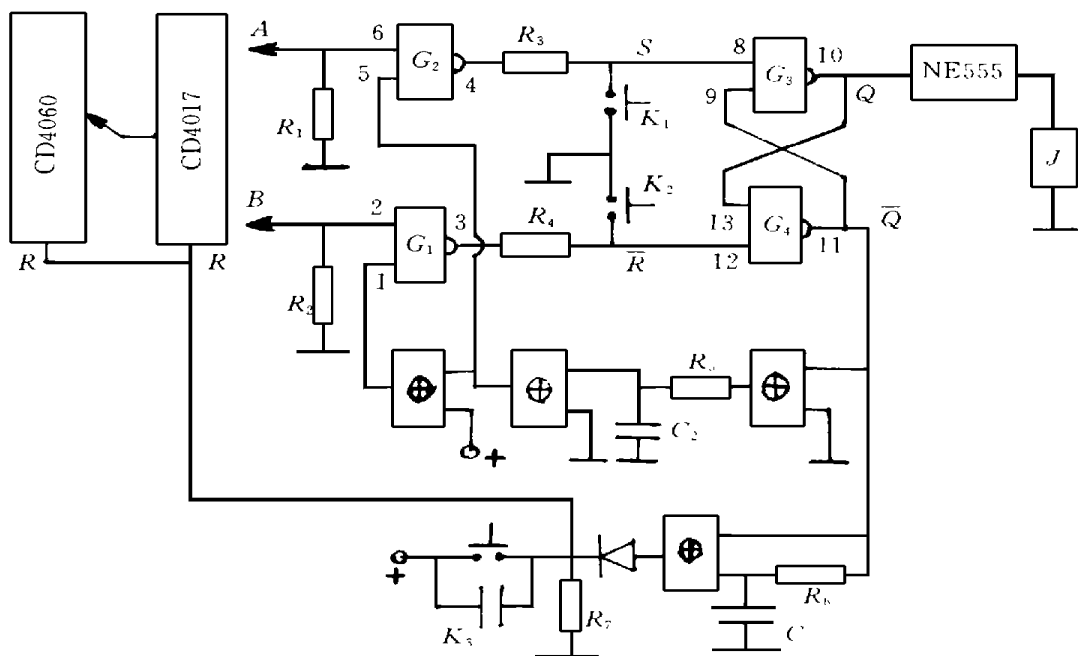 CD4060
CD4017
R
R
A
B
6
5
4
G₂
R₃
S
8
9
10
G₃
Q
NE555
J
R₁
K₁
K₂
2
1
3
G₁
R₄
R̅
13
12
11
G₄
Q̅
R₂
C₂
+
+
K₃
R₇
C